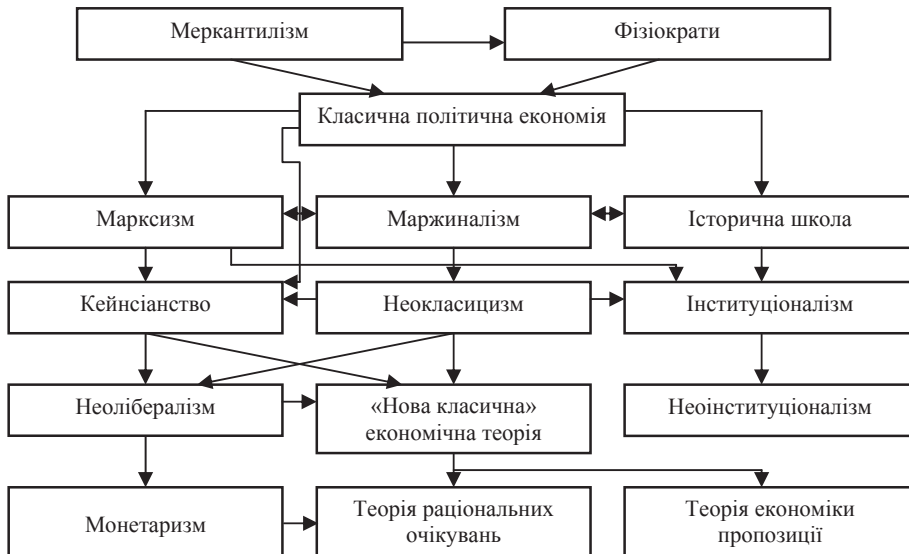 Меркантилізм
Фізіократи
Класична політична економія
Марксизм
Маржиналізм
Історична школа
Кейнсіанство
Неокласицизм
Інституціоналізм
Неолібералізм
«Нова класична»
економічна теорія
Неоінституціоналізм
Монетаризм
Теорія раціональних
очікувань
Теорія економіки
пропозиції